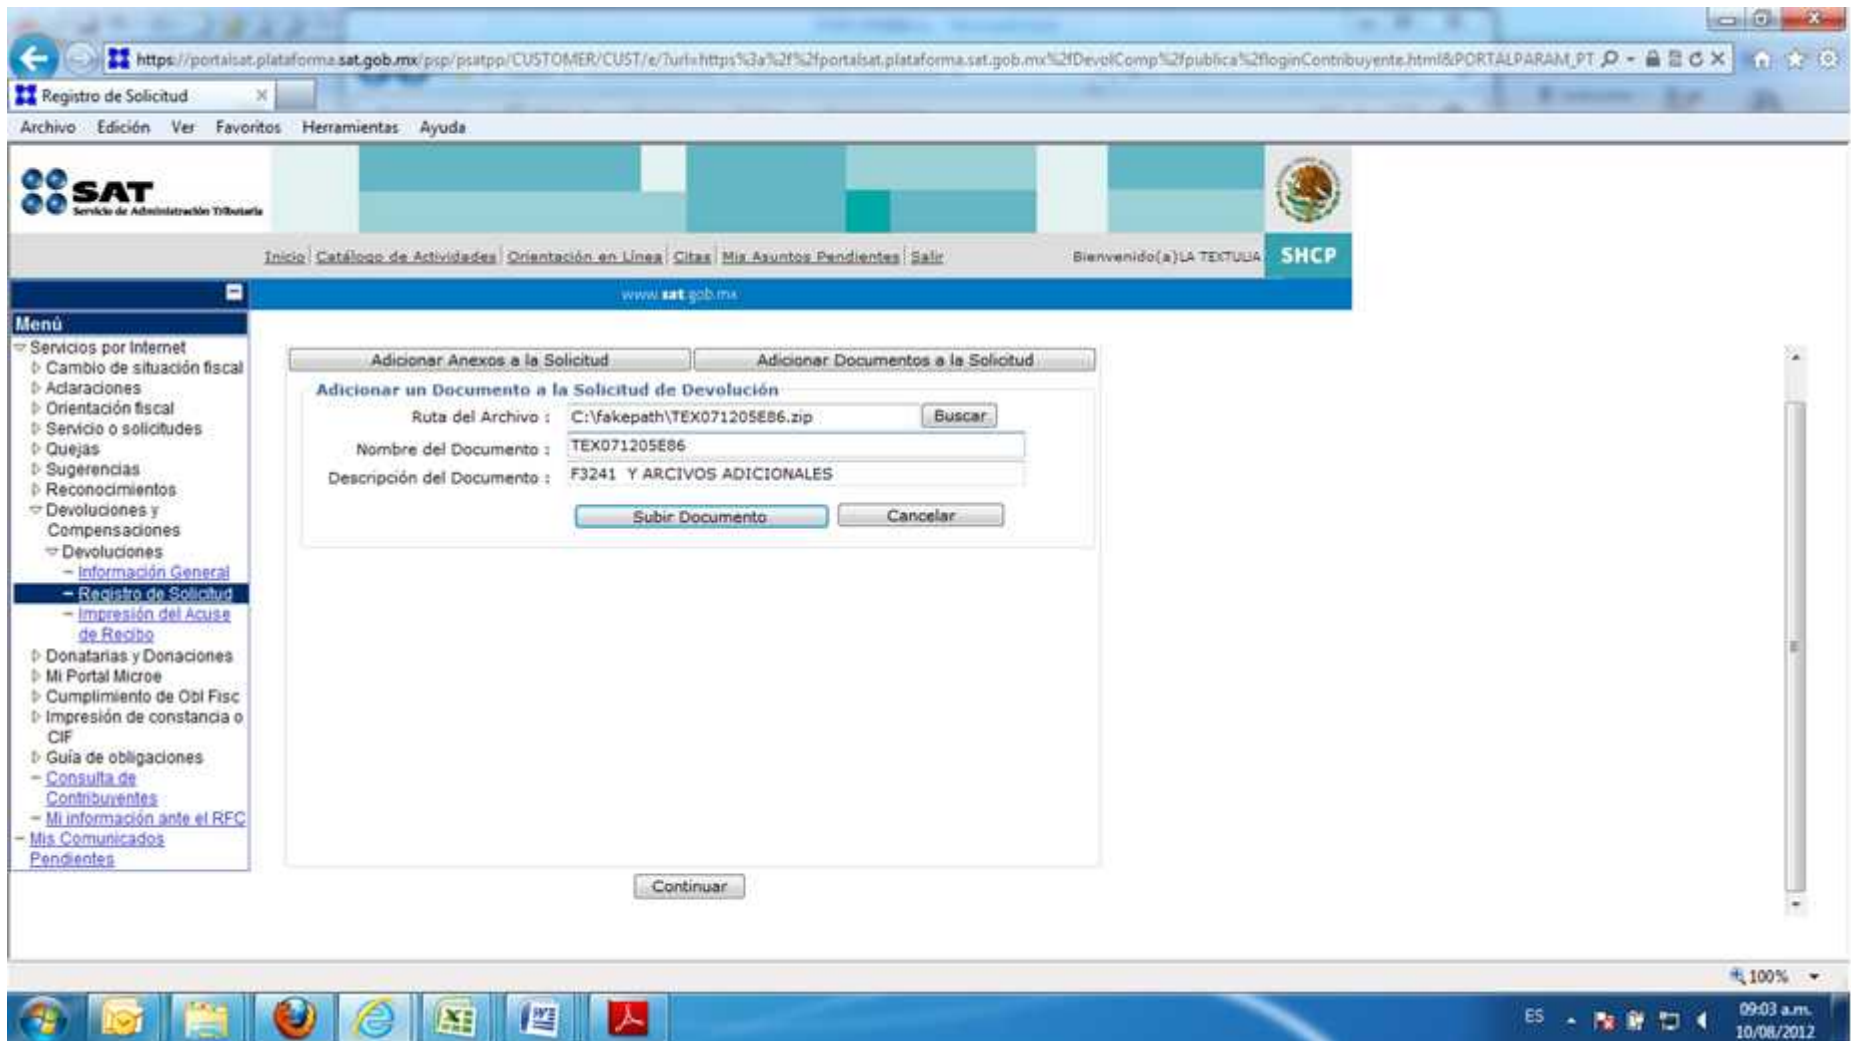 https://portalsat.plataforma.sat.gob.mx/psp/psatpp/CUSTOMER/CUST/e/?url=https%3a%2f%2fportalsat.plataforma.sat.gob.mx%2fDevolComp%2fpublica%2floginContribuyente.html&PORTALPARAM_PT
Registro de Solicitud
Archivo Edición Ver Favoritos Herramientas Ayuda
SAT
Servicio de Administración Tributaria
Inicio Catálogo de Actividades Orientación en Línea Citas Mis Asuntos Pendientes Salir Bienvenido(a)LA TEXTULIA SHCP
www.sat.gob.mx
Menú
Servicios por Internet
Cambio de situación fiscal
Aclaraciones
Orientación fiscal
Servicio o solicitudes
Quejas
Sugerencias
Reconocimientos
Devoluciones y
Compensaciones
Devoluciones
Información General
Registro de Solicitud
Impresión del Acuse
de Recibo
Donatarias y Donaciones
Mi Portal Microe
Cumplimiento de Obl Fisc
Impresión de constancia o
CIF
Guía de obligaciones
Consulta de
Contribuyentes
Mi información ante el RFC
Mis Comunicados
Pendientes
Adicionar Anexos a la Solicitud Adicionar Documentos a la Solicitud
Adicionar un Documento a la Solicitud de Devolución
Ruta del Archivo : C:\fakepath\TEX071205E86.zip Buscar
Nombre del Documento : TEX071205E86
Descripción del Documento : F3241 Y ARCIVOS ADICIONALES
Subir Documento Cancelar
Continuar
100%
ES 09:03 a.m.
10/08/2012